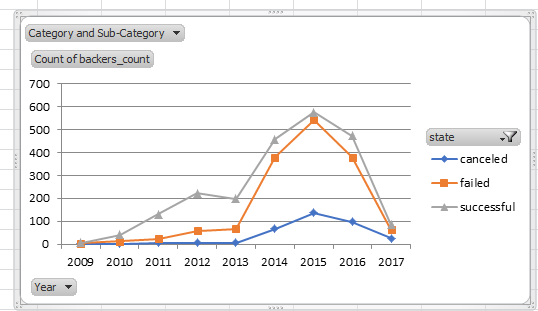 Category and Sub-Category
Count of backers_count
700
600
500
400
300
200
100
0
2009 2010 2011 2012 2013 2014 2015 2016 2017
state
canceled
failed
successful
Year